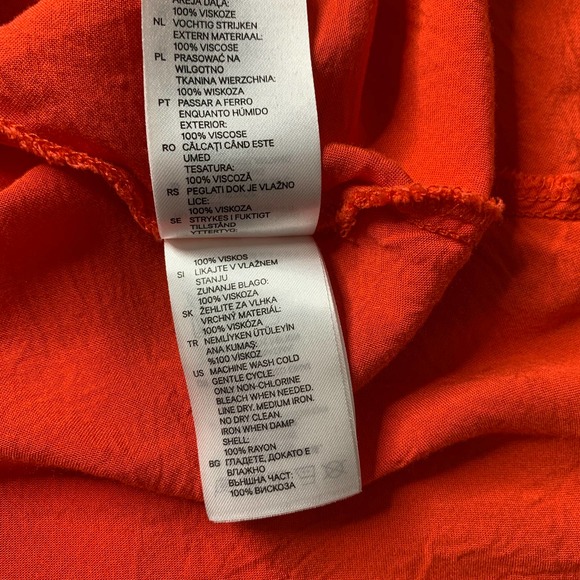 ĀRĒJĀ DAĻA:
100% VISKOZE
NL VOCHTIG STRIJKEN
EXTERN MATERIAAL:
100% VISCOSE
PL PRASOWAĆ NA
WILGOTNO
TKANINA WIERZCHNIA:
100% WISKOZA
PT PASSAR A FERRO
ENQUANTO HÚMIDO
EXTERIOR:
100% VISCOSE
RO CĂLCAȚI CÂND ESTE
UMED
TESATURA:
100% VISCOZĂ
RS PEGLATI DOK JE VLAŽNO
LICE:
100% VISKOZA
SE STRYKES I FUKTIGT
TILLSTÅND
YTTERTYG:
100% VISKOS
SI LIKAJTE V VLAŽNEM
STANJU
ZUNANJE BLAGO:
100% VISKOZA
SK ŽEHLITE ZA VLHKA
VRCHNÝ MATERIÁL:
100% VISKÓZA
TR NEMLİYKEN ÜTÜLEYİN
ANA KUMAŞ:
%100 VİSKOZ
US MACHINE WASH COLD
GENTLE CYCLE.
ONLY NON-CHLORINE
BLEACH WHEN NEEDED.
LINE DRY. MEDIUM IRON.
NO DRY CLEAN.
IRON WHEN DAMP.
SHELL:
100% RAYON
BG ГЛАДЕТЕ, ДОКАТО Е
ВЛАЖНО
ВЪНШНА ЧАСТ:
100% ВИСКОЗА